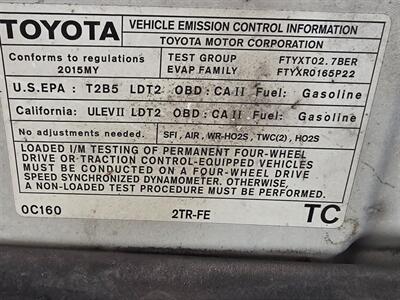 TOYOTA VEHICLE EMISSION CONTROL INFORMATION
TOYOTA MOTOR CORPORATION
Conforms to regulations TEST GROUP FTYXT02.7BER
2015MY EVAP FAMILY FTYXR0165P22
U.S.EPA : T2B5 LDT2 OBD : CA II Fuel: Gasoline
California: ULEVII LDT2 OBD : CA II Fuel: Gasoline
No adjustments needed. SFI , AIR, WR-HO2S , TWC(2) , HO2S
LOADED I/M TESTING OF PERMANENT FOUR-WHEEL
DRIVE OR TRACTION CONTROL-EQUIPPED VEHICLES
MUST BE CONDUCTED ON A FOUR-WHEEL DRIVE
SPEED SYNCHRONIZED DYNAMOMETER. OTHERWISE,
A NON-LOADED TEST PROCEDURE MUST BE PERFORMED.
0C160 2TR-FE TC